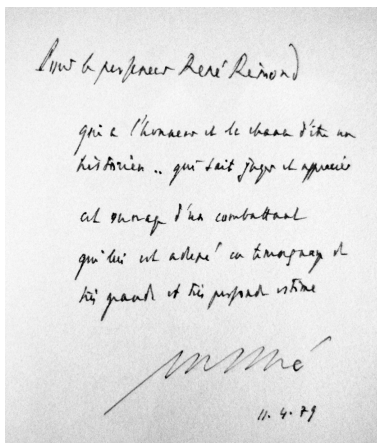 Pour le professeur René Rémond
qui a l'honneur et la chance d'être un
historien .. qui sait juger et apprécier
cet ouvrage d'un combattant
qui lui est adressé en témoignage de
très grande et très profonde estime
11. 4. 79